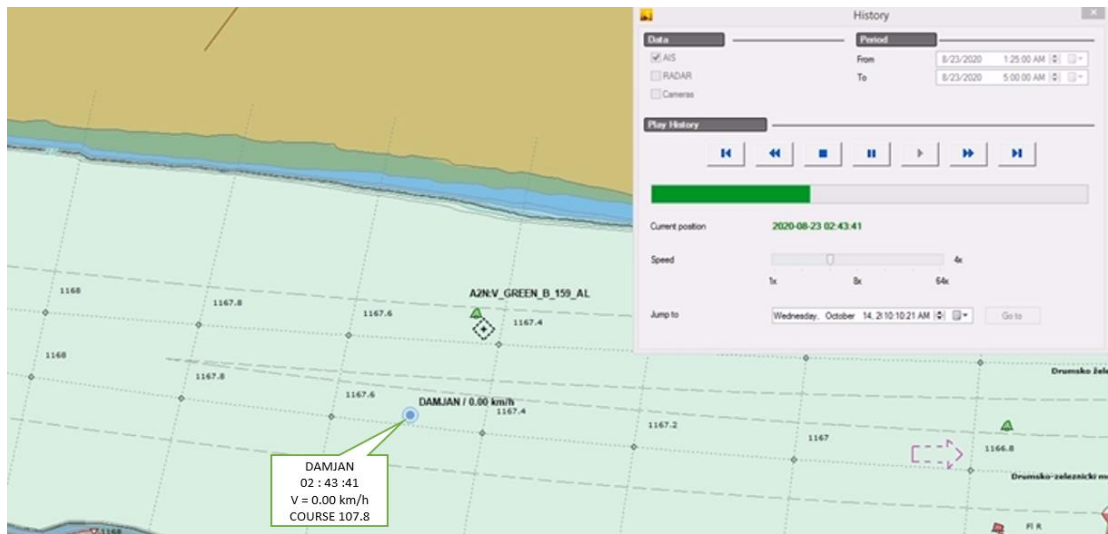 History
Data
Period
AIS
From
8/23/2020 1:25:00 AM
RADAR
To
8/23/2020 5:00:00 AM
Cameras
Play History
Current position
2020-08-23 02:43:41
Speed
4x
1x 8x 64x
Jump to
Wednesday, October 14, 2( 10:10:21 AM
Go to
A2N:V_GREEN_B_159_AL
1168
1167.8
1167.6
1167.4
1168
1167.8
1167.6
DAMJAN / 0.00 km/h
1167.4
1167.2
1167
1166.8
Drumsko žel
Drumsko-zeleznicki m
DAMJAN
02 : 43 :41
V = 0.00 km/h
COURSE 107.8
1168
Fl R